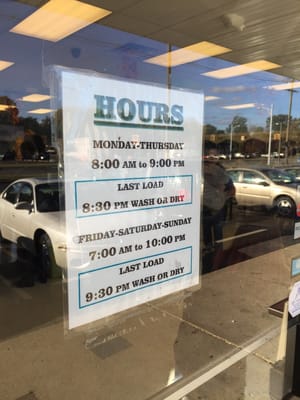 HOURS
MONDAY-THURSDAY
8:00 AM to 9:00 PM
LAST LOAD
8:30 PM WASH OR DRY
FRIDAY-SATURDAY-SUNDAY
7:00 AM to 10:00 PM
LAST LOAD
9:30 PM WASH OR DRY